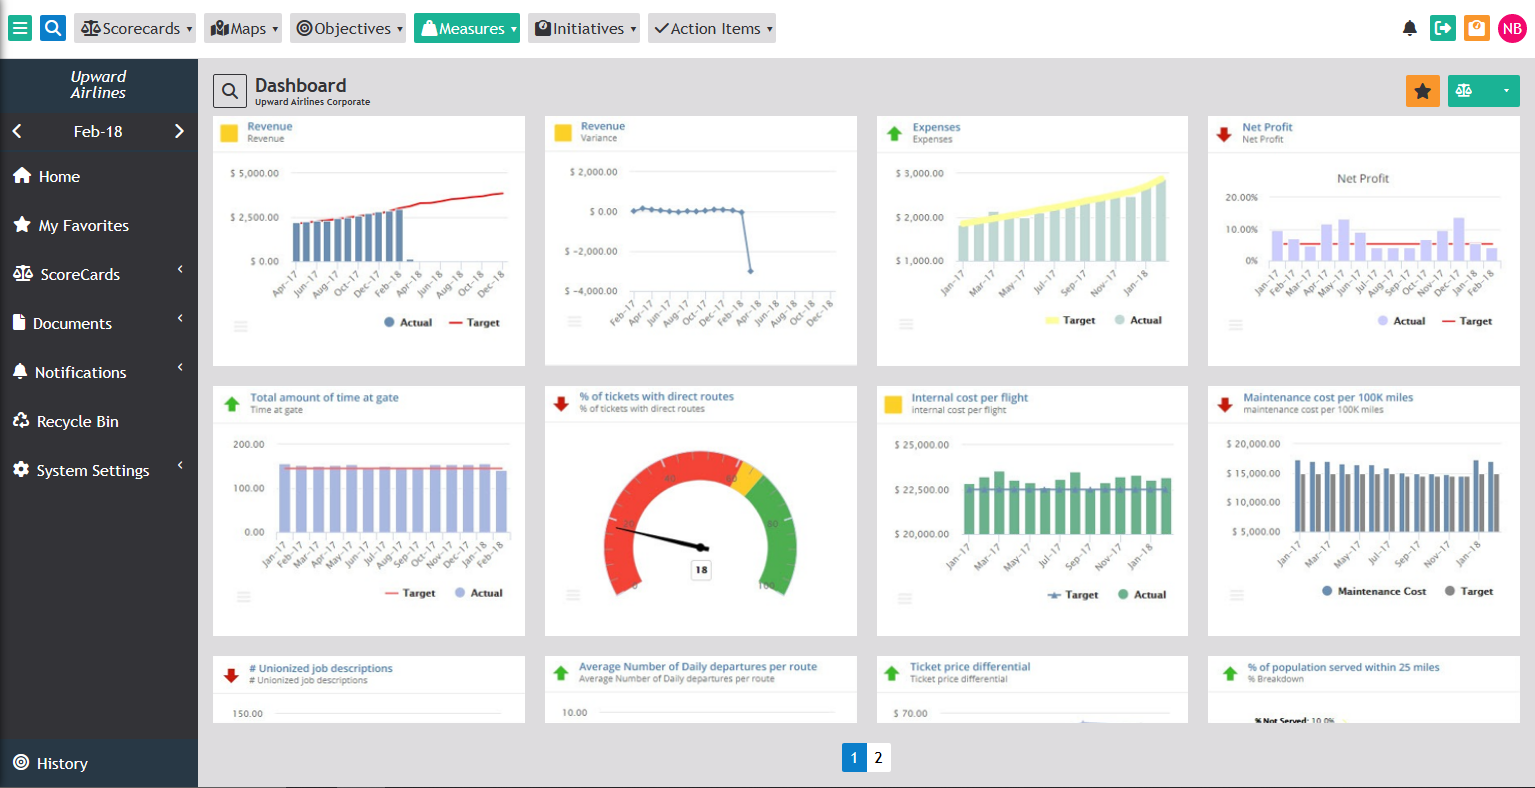 Scorecards
Maps
Objectives
Measures
Initiatives
Action Items
NB
Upward
Airlines
Feb-18
Home
My Favorites
ScoreCards
Documents
Notifications
Recycle Bin
System Settings
History
Dashboard
Upward Airlines Corporate
Revenue
Revenue
$ 5,000.00
$ 2,500.00
$ 0.00
Apr-17 Jun-17 Aug-17 Oct-17 Dec-17 Feb-18 Apr-18 Jun-18 Aug-18 Oct-18 Dec-18
Actual Target
Revenue
Variance
$ 2,000.00
$ 0.00
$ −2,000.00
$ −4,000.00
Feb-17 Apr-17 Jun-17 Aug-17 Oct-17 Dec-17 Feb-18 Apr-18 Jun-18 Aug-18 Oct-18 Dec-18
Expenses
Expenses
$ 3,000.00
$ 2,000.00
$ 1,000.00
Jan-17 Mar-17 May-17 Jul-17 Sep-17 Nov-17 Jan-18
Target Actual
Net Profit
Net Profit
Net Profit
20.00%
10.00%
0%
Jan-17 Feb-17 Mar-17 Apr-17 May-17 Jun-17 Jul-17 Aug-17 Sep-17 Oct-17 Nov-17 Dec-17 Jan-18 Feb-18
Actual Target
Total amount of time at gate
Time at gate
200.00
100.00
0.00
Jan-17 Feb-17 Mar-17 Apr-17 May-17 Jun-17 Jul-17 Aug-17 Sep-17 Oct-17 Nov-17 Dec-17 Jan-18 Feb-18
Target Actual
% of tickets with direct routes
% of tickets with direct routes
0 20 40 60 80 100
18
Internal cost per flight
internal cost per flight
$ 25,000.00
$ 22,500.00
$ 20,000.00
Jan-17 Mar-17 May-17 Jul-17 Sep-17 Nov-17 Jan-18
Target Actual
Maintenance cost per 100K miles
maintenance cost per 100K miles
$ 20,000.00
$ 15,000.00
$ 10,000.00
$ 5,000.00
Jan-17 Mar-17 May-17 Jul-17 Sep-17 Nov-17 Jan-18
Maintenance Cost Target
# Unionized job descriptions
# Unionized job descriptions
150.00
Average Number of Daily departures per route
Average Number of Daily departures per route
10.00
Ticket price differential
Ticket price differential
$ 70.00
% of population served within 25 miles
% Breakdown
% Not Served: 10.0%
1 2